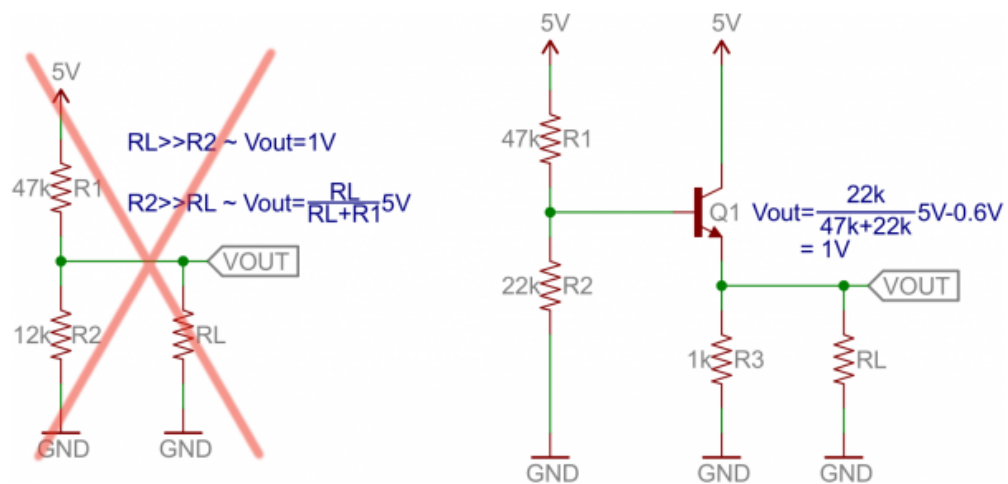 5V
RL>>R2 ~ Vout=1V
47k R1
R2>>RL ~ Vout=RL/RL+R1 5V
VOUT
12k R2
RL
GND
GND
5V
5V
47k R1
Q1
Vout=22k/47k+22k 5V-0.6V
= 1V
22k R2
VOUT
1k R3
RL
GND
GND
GND